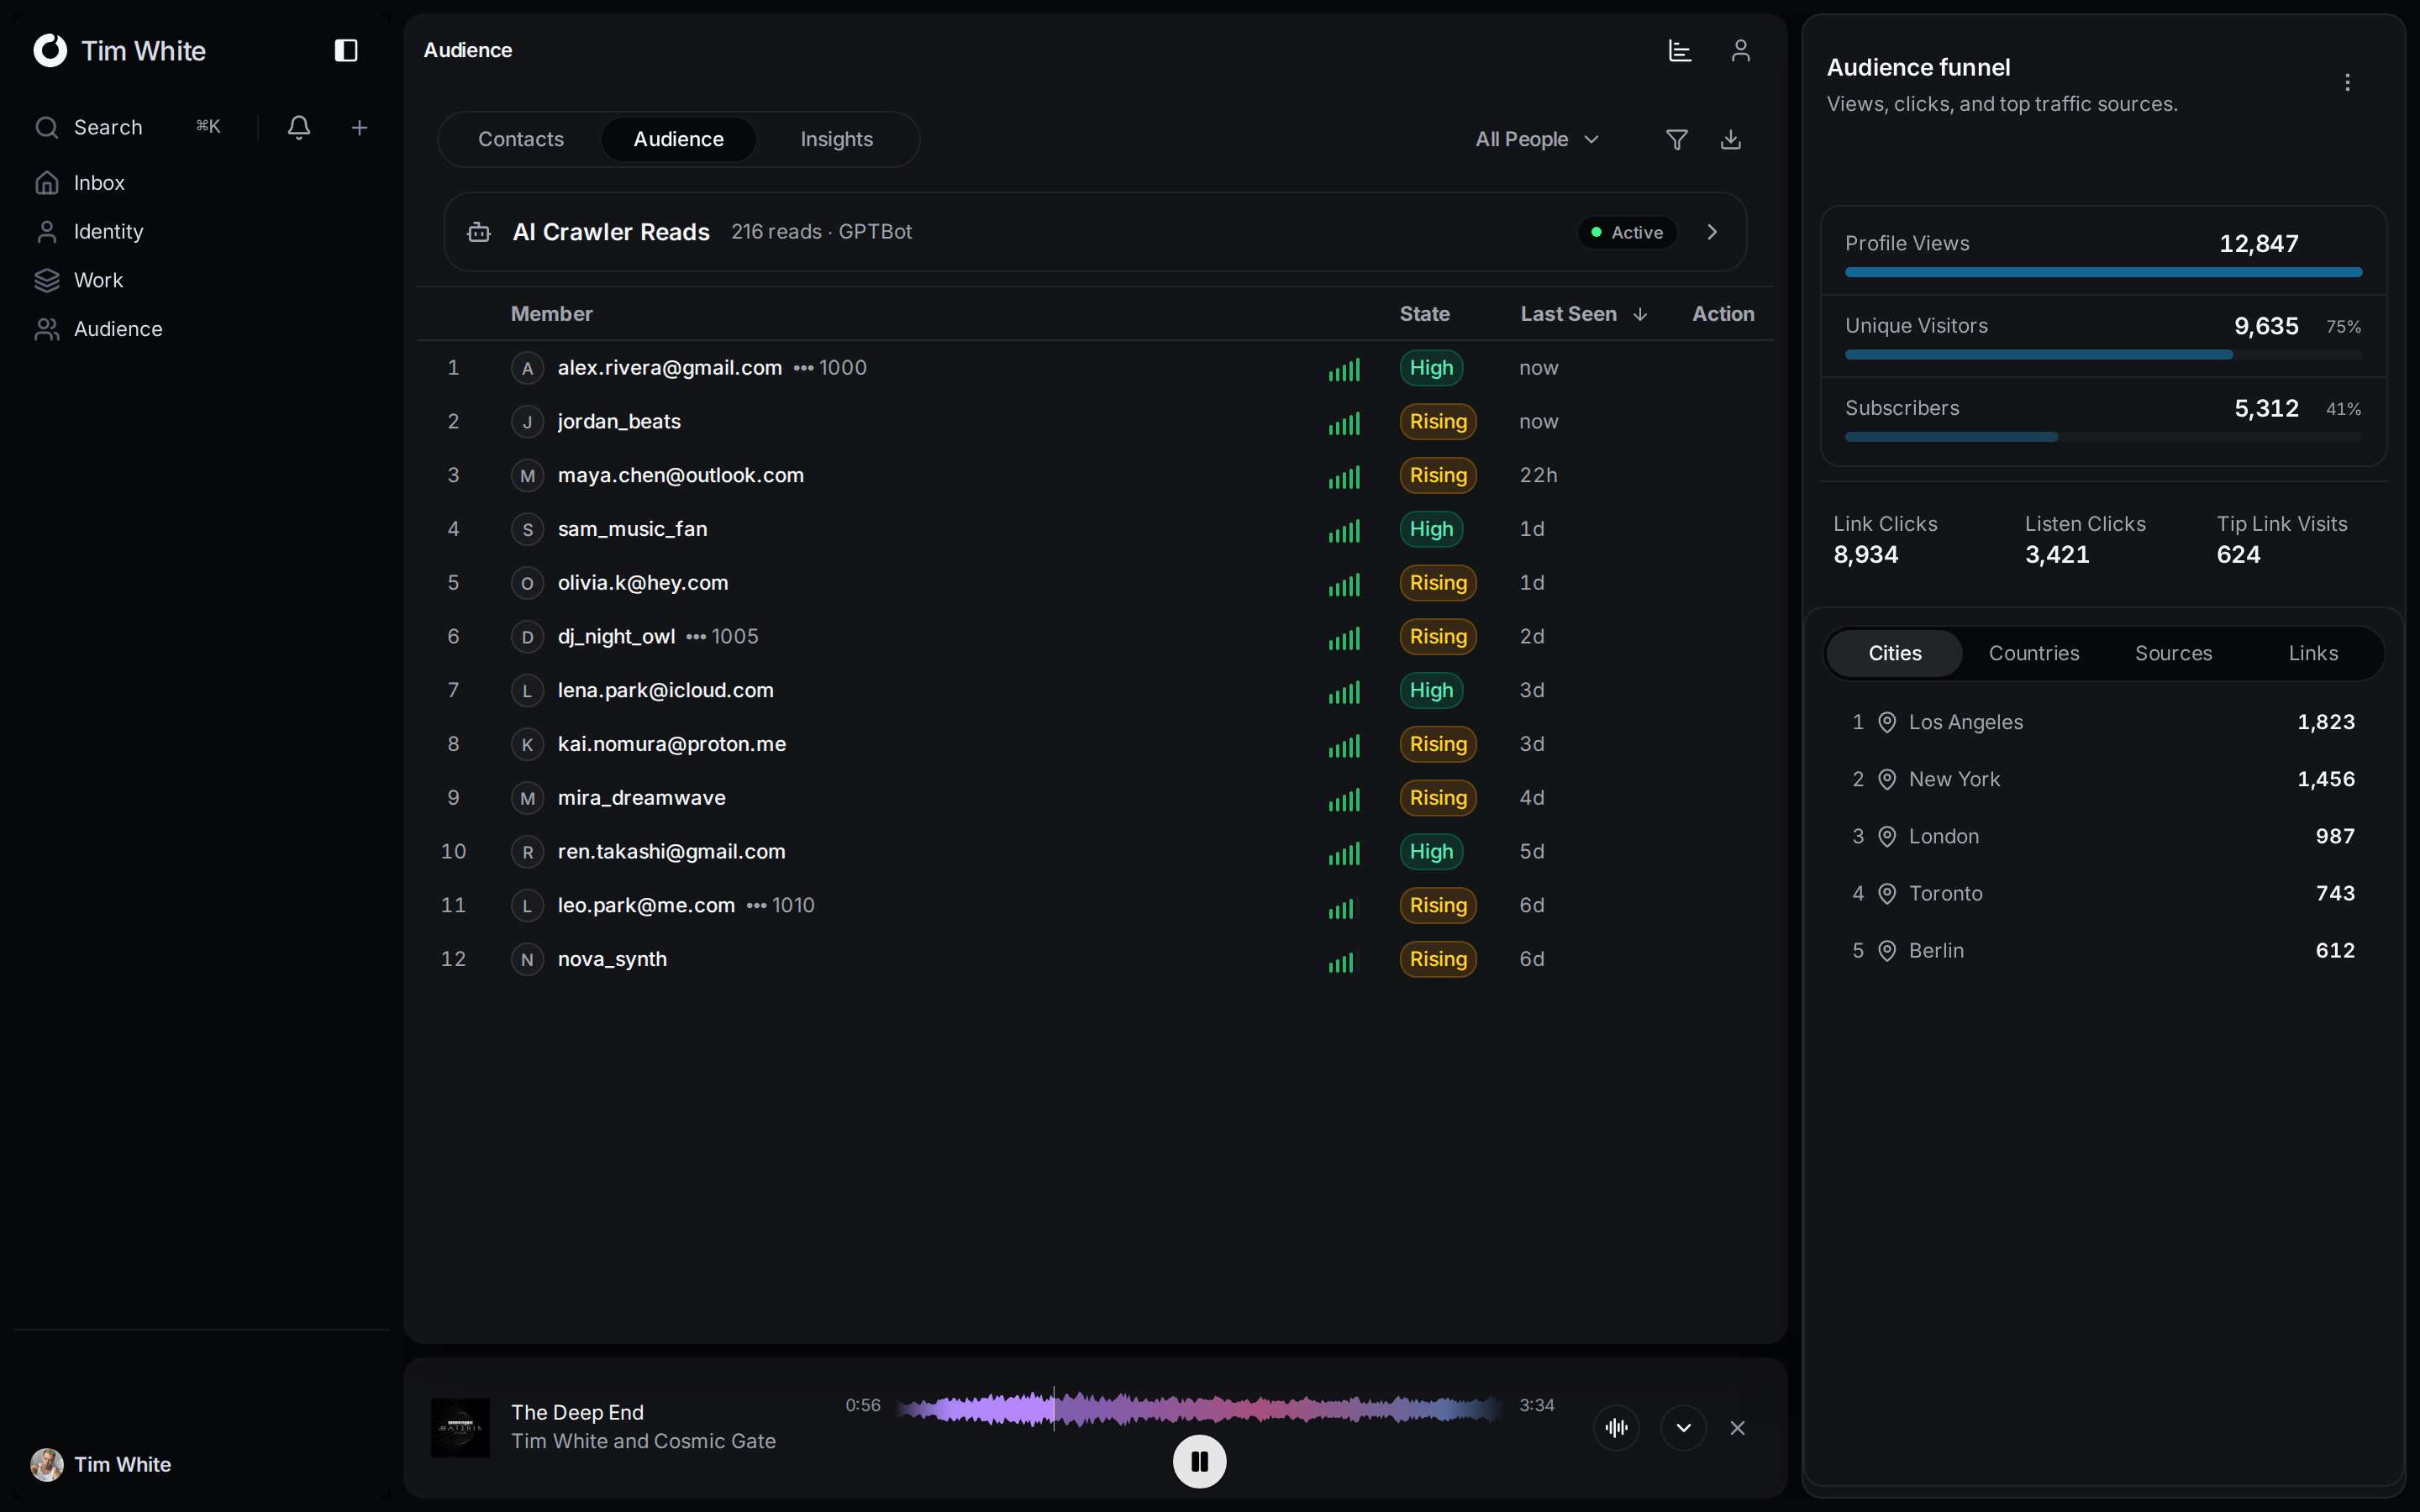 Tim White
Search ⌘K
Inbox
Identity
Work
Audience
Tim White
Audience
Contacts Audience Insights All People
AI Crawler Reads 216 reads · GPTBot Active
Member State Last Seen Action
1 A alex.rivera@gmail.com ••• 1000 High now
2 J jordan_beats Rising now
3 M maya.chen@outlook.com Rising 22h
4 S sam_music_fan High 1d
5 O olivia.k@hey.com Rising 1d
6 D dj_night_owl ••• 1005 Rising 2d
7 L lena.park@icloud.com High 3d
8 K kai.nomura@proton.me Rising 3d
9 M mira_dreamwave Rising 4d
10 R ren.takashi@gmail.com High 5d
11 L leo.park@me.com ••• 1010 Rising 6d
12 N nova_synth Rising 6d
The Deep End
Tim White and Cosmic Gate
0:56 3:34
Audience funnel
Views, clicks, and top traffic sources.
Profile Views 12,847
Unique Visitors 9,635 75%
Subscribers 5,312 41%
Link Clicks Listen Clicks Tip Link Visits
8,934 3,421 624
Cities Countries Sources Links
1 Los Angeles 1,823
2 New York 1,456
3 London 987
4 Toronto 743
5 Berlin 612